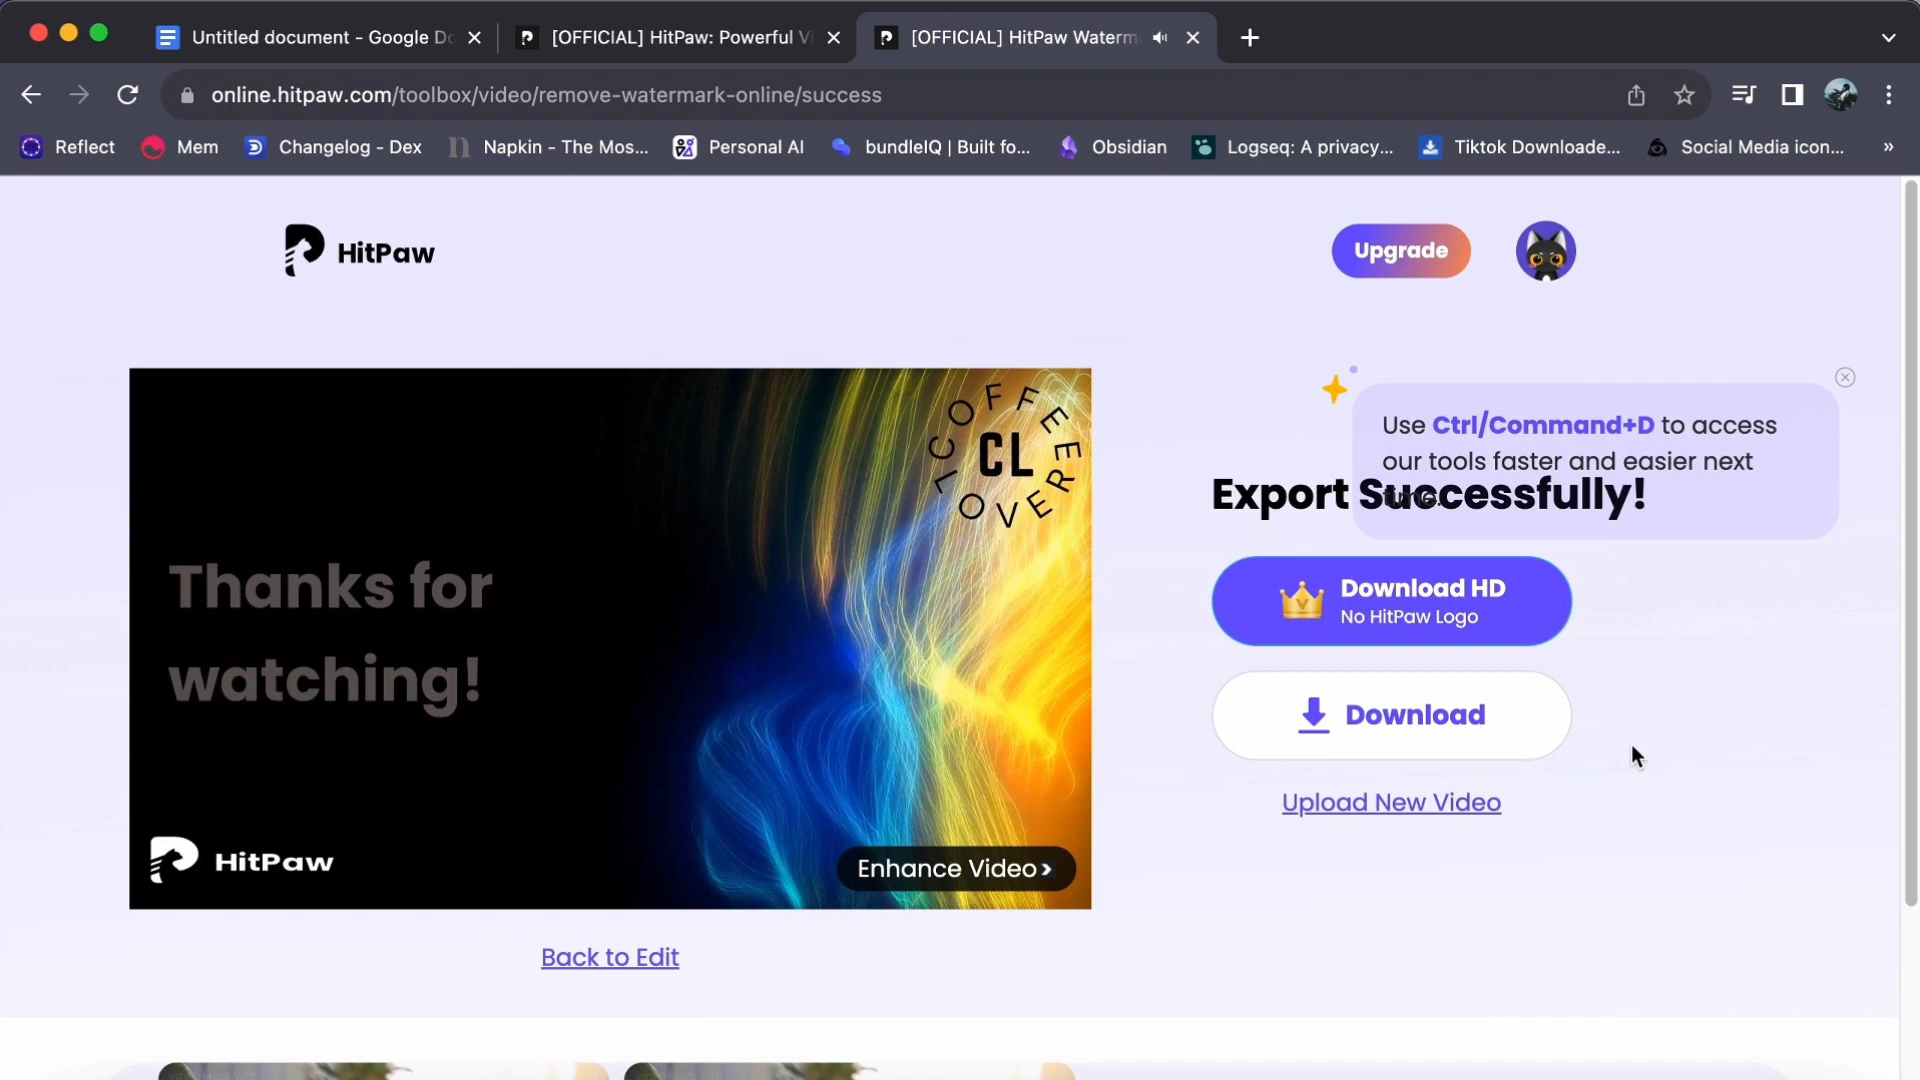 Untitled document - Google Do
[OFFICIAL] HitPaw: Powerful Vi
[OFFICIAL] HitPaw Waterm
online.hitpaw.com/toolbox/video/remove-watermark-online/success
Reflect
Mem
Changelog - Dex
Napkin - The Mos...
Personal AI
bundleIQ | Built fo...
Obsidian
Logseq: A privacy...
Tiktok Downloade...
Social Media icon...
»
HitPaw
Upgrade
COFFEE LOVER
CL
Thanks for
watching!
HitPaw
Enhance Video
Use Ctrl/Command+D to access
our tools faster and easier next
time.
Export Successfully!
Download HD
No HitPaw Logo
Download
Upload New Video
Back to Edit